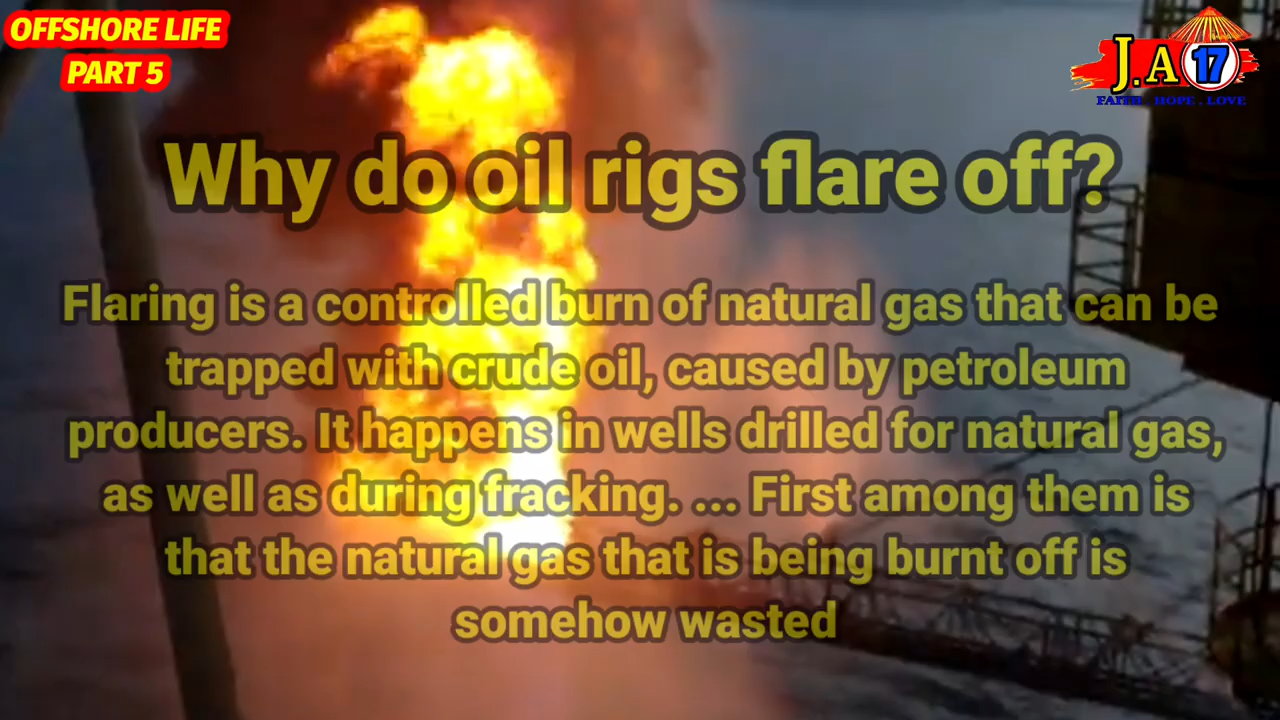 OFFSHORE LIFE
PART 5
J.A 17
FAITH . HOPE . LOVE
Why do oil rigs flare off?
Flaring is a controlled burn of natural gas that can be
trapped with crude oil, caused by petroleum
producers. It happens in wells drilled for natural gas,
as well as during fracking. ... First among them is
that the natural gas that is being burnt off is
somehow wasted